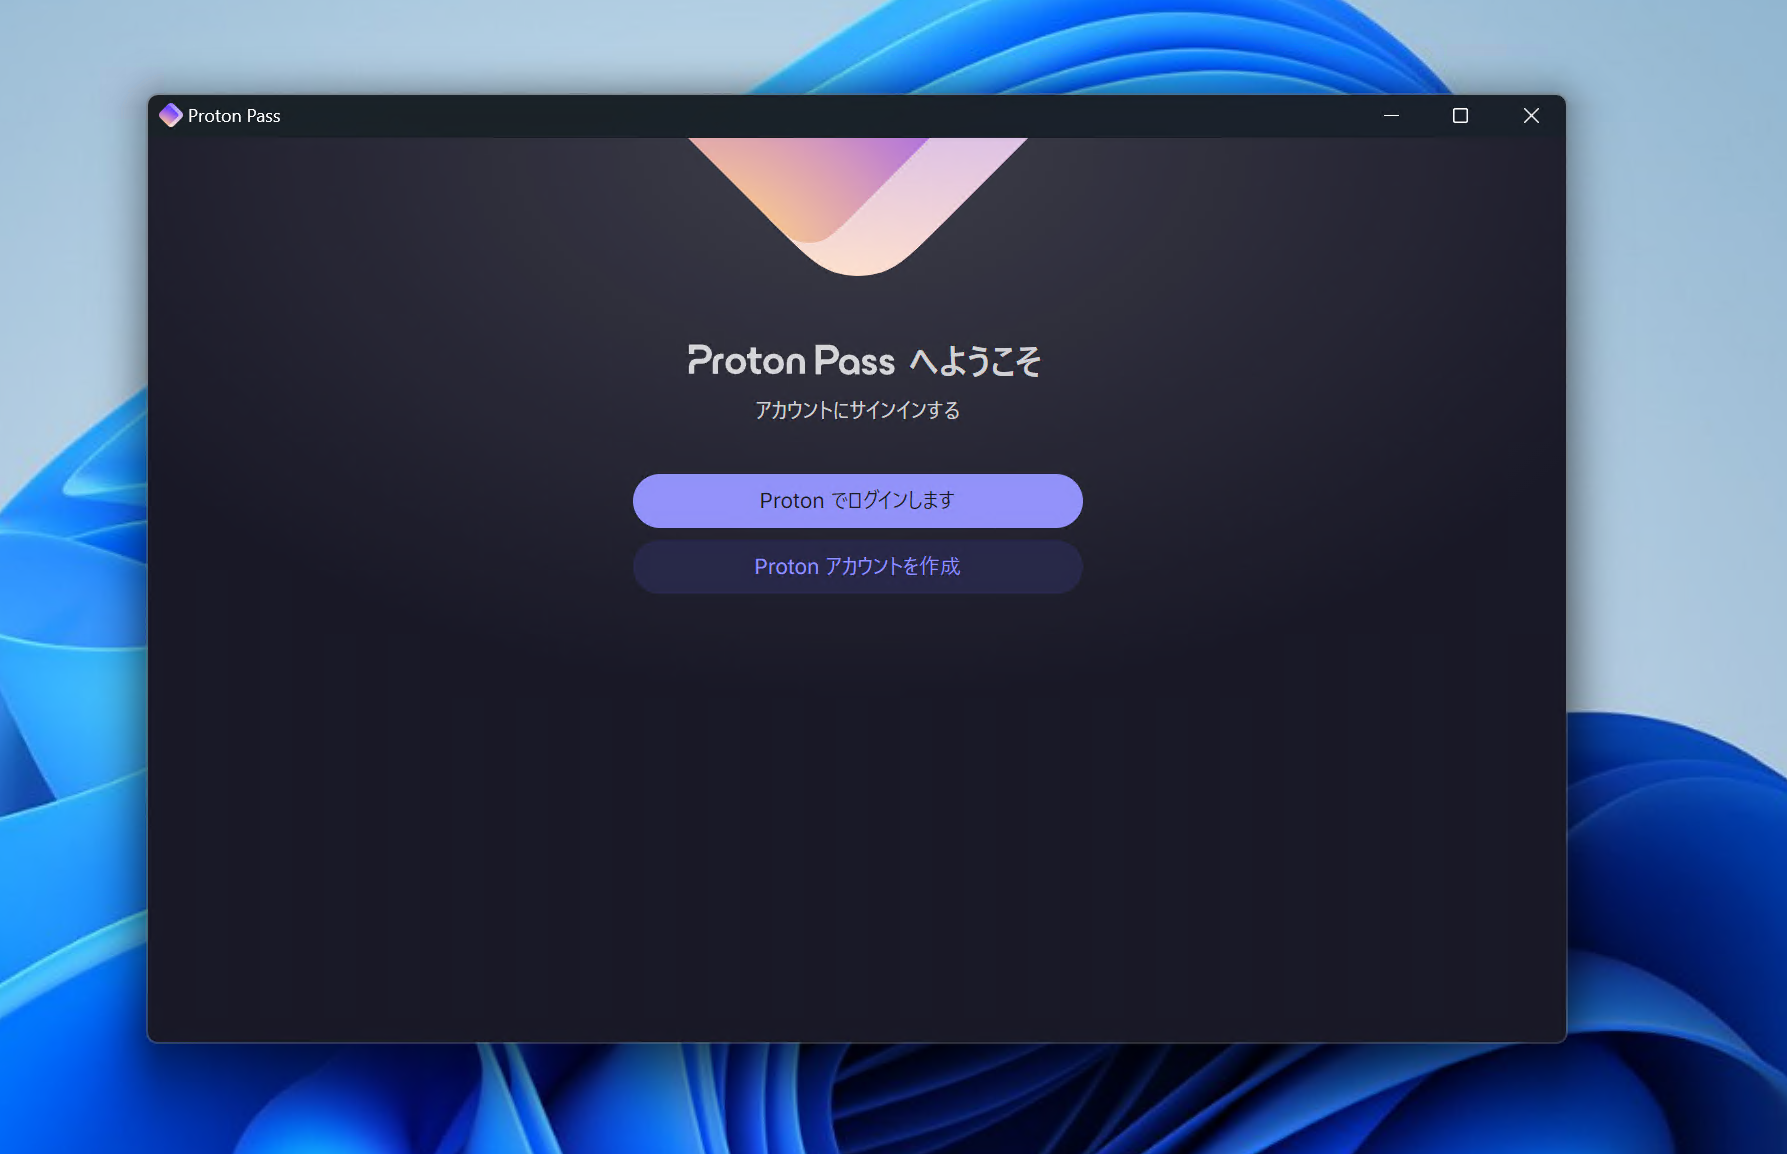 Proton Pass
Proton Pass へようこそ
アカウントにサインインする
Proton でログインします
Proton アカウントを作成